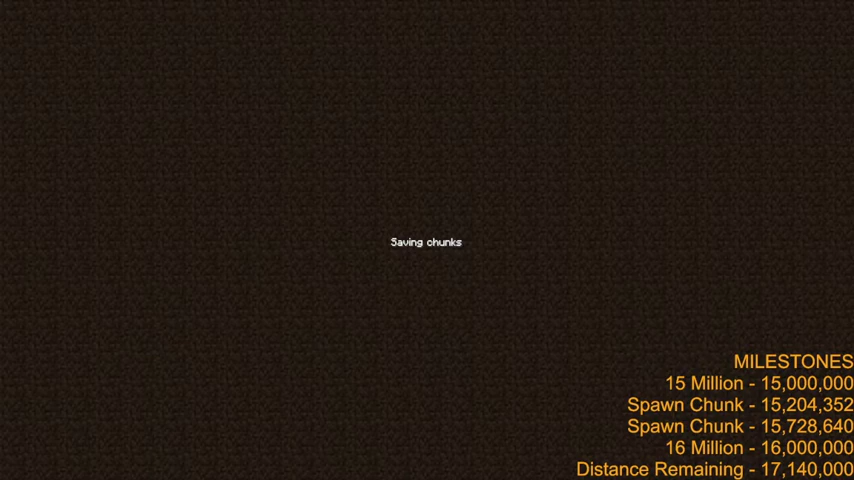 Saving chunks
MILESTONES
15 Million - 15,000,000
Spawn Chunk - 15,204,352
Spawn Chunk - 15,728,640
16 Million - 16,000,000
Distance Remaining - 17,140,000